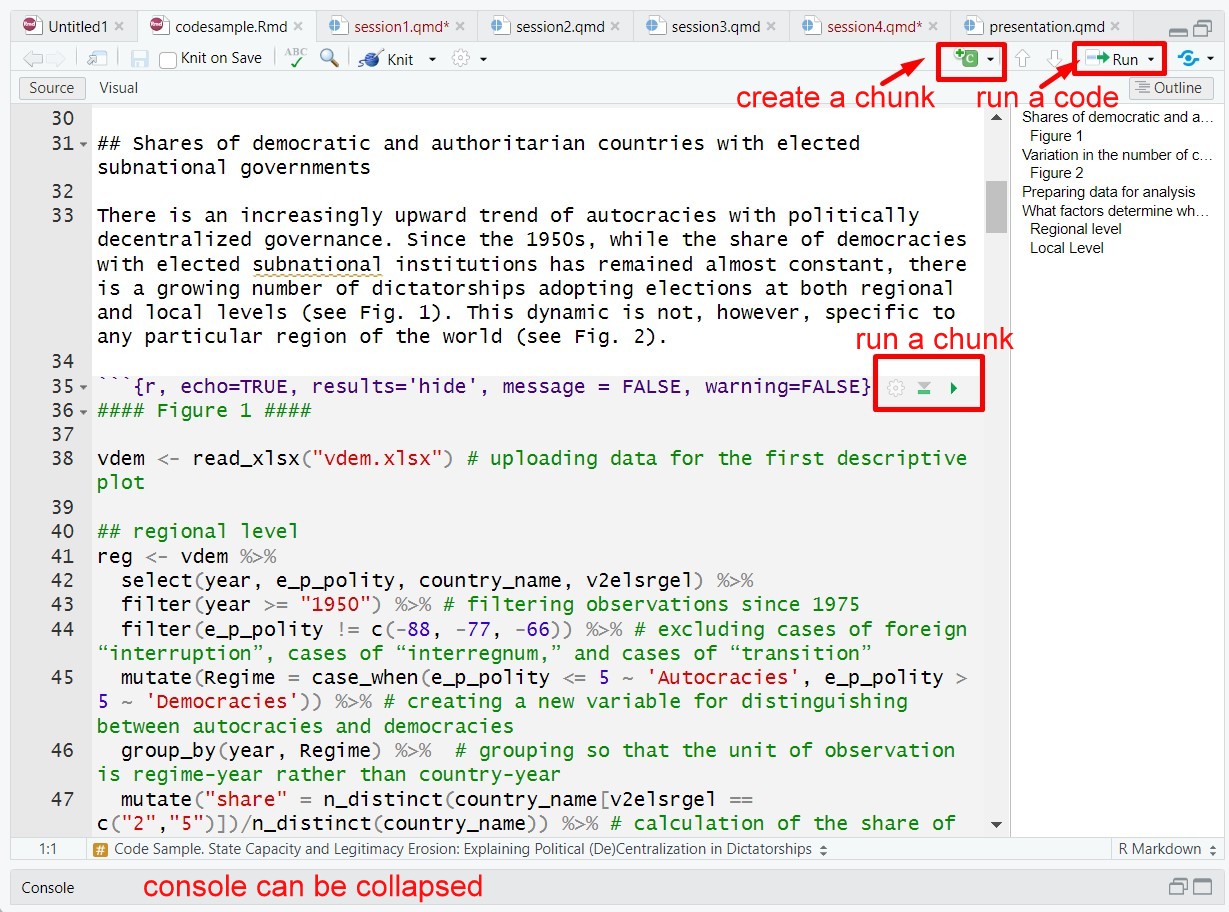 Untitled1 codesample.Rmd session1.qmd* session2.qmd session3.qmd session4.qmd* presentation.qmd
Knit on Save ABC Knit C Run
create a chunk run a code
Source Visual Outline
30
31 ## Shares of democratic and authoritarian countries with elected
subnational governments
32
33 There is an increasingly upward trend of autocracies with politically
decentralized governance. Since the 1950s, while the share of democracies
with elected subnational institutions has remained almost constant, there
is a growing number of dictatorships adopting elections at both regional
and local levels (see Fig. 1). This dynamic is not, however, specific to
any particular region of the world (see Fig. 2).
34
run a chunk
35 ```{r, echo=TRUE, results='hide', message = FALSE, warning=FALSE}
36 #### Figure 1 ####
37
38 vdem <- read_xlsx("vdem.xlsx") # uploading data for the first descriptive
plot
39
40 ## regional level
41 reg <- vdem %>%
42 select(year, e_p_polity, country_name, v2elsrgel) %>%
43 filter(year >= "1950") %>% # filtering observations since 1975
44 filter(e_p_polity != c(-88, -77, -66)) %>% # excluding cases of foreign
“interruption”, cases of “interregnum,” and cases of “transition”
45 mutate(Regime = case_when(e_p_polity <= 5 ~ 'Autocracies', e_p_polity >
5 ~ 'Democracies')) %>% # creating a new variable for distinguishing
between autocracies and democracies
46 group_by(year, Regime) %>% # grouping so that the unit of observation
is regime-year rather than country-year
47 mutate("share" = n_distinct(country_name[v2elsrgel ==
c("2","5")])/n_distinct(country_name)) %>% # calculation of the share of
Shares of democratic and a...
Figure 1
Variation in the number of c...
Figure 2
Preparing data for analysis
What factors determine wh...
Regional level
Local Level
1:1 # Code Sample. State Capacity and Legitimacy Erosion: Explaining Political (De)Centralization in Dictatorships R Markdown
Console console can be collapsed